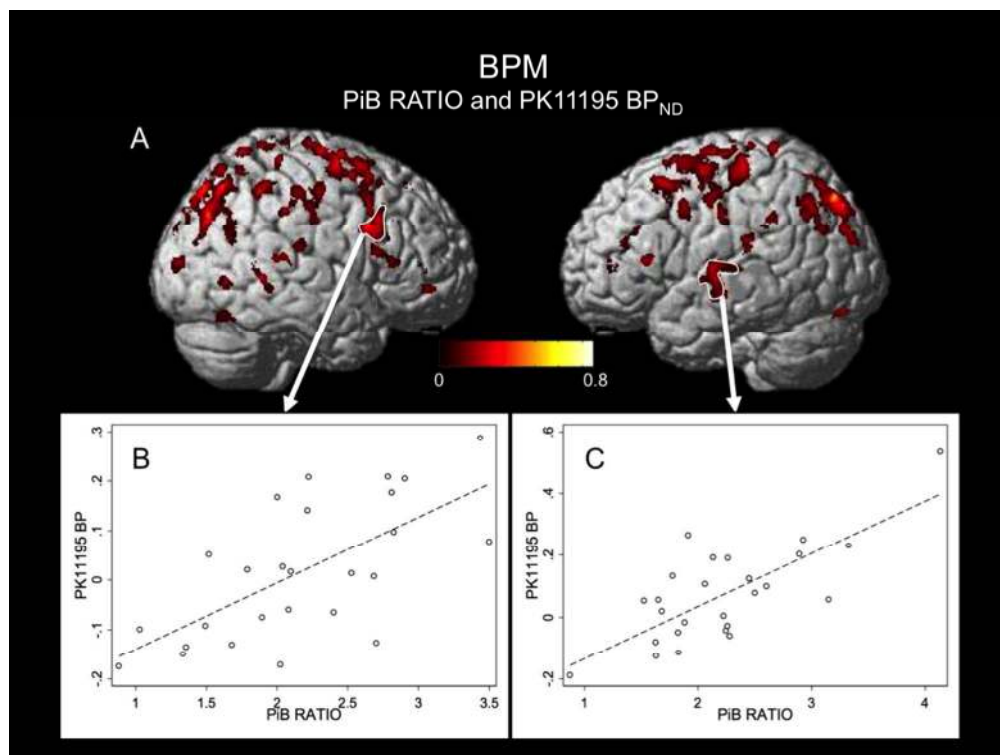 BPM
PiB RATIO and PK11195 BP_ND
A
0
0.8
B
PK11195 BP
.3
.2
.1
0
-.1
-.2
1
1.5
2
2.5
3
3.5
PiB RATIO
C
PK11195 BP
.6
.4
.2
0
-.2
1
2
3
4
PiB RATIO